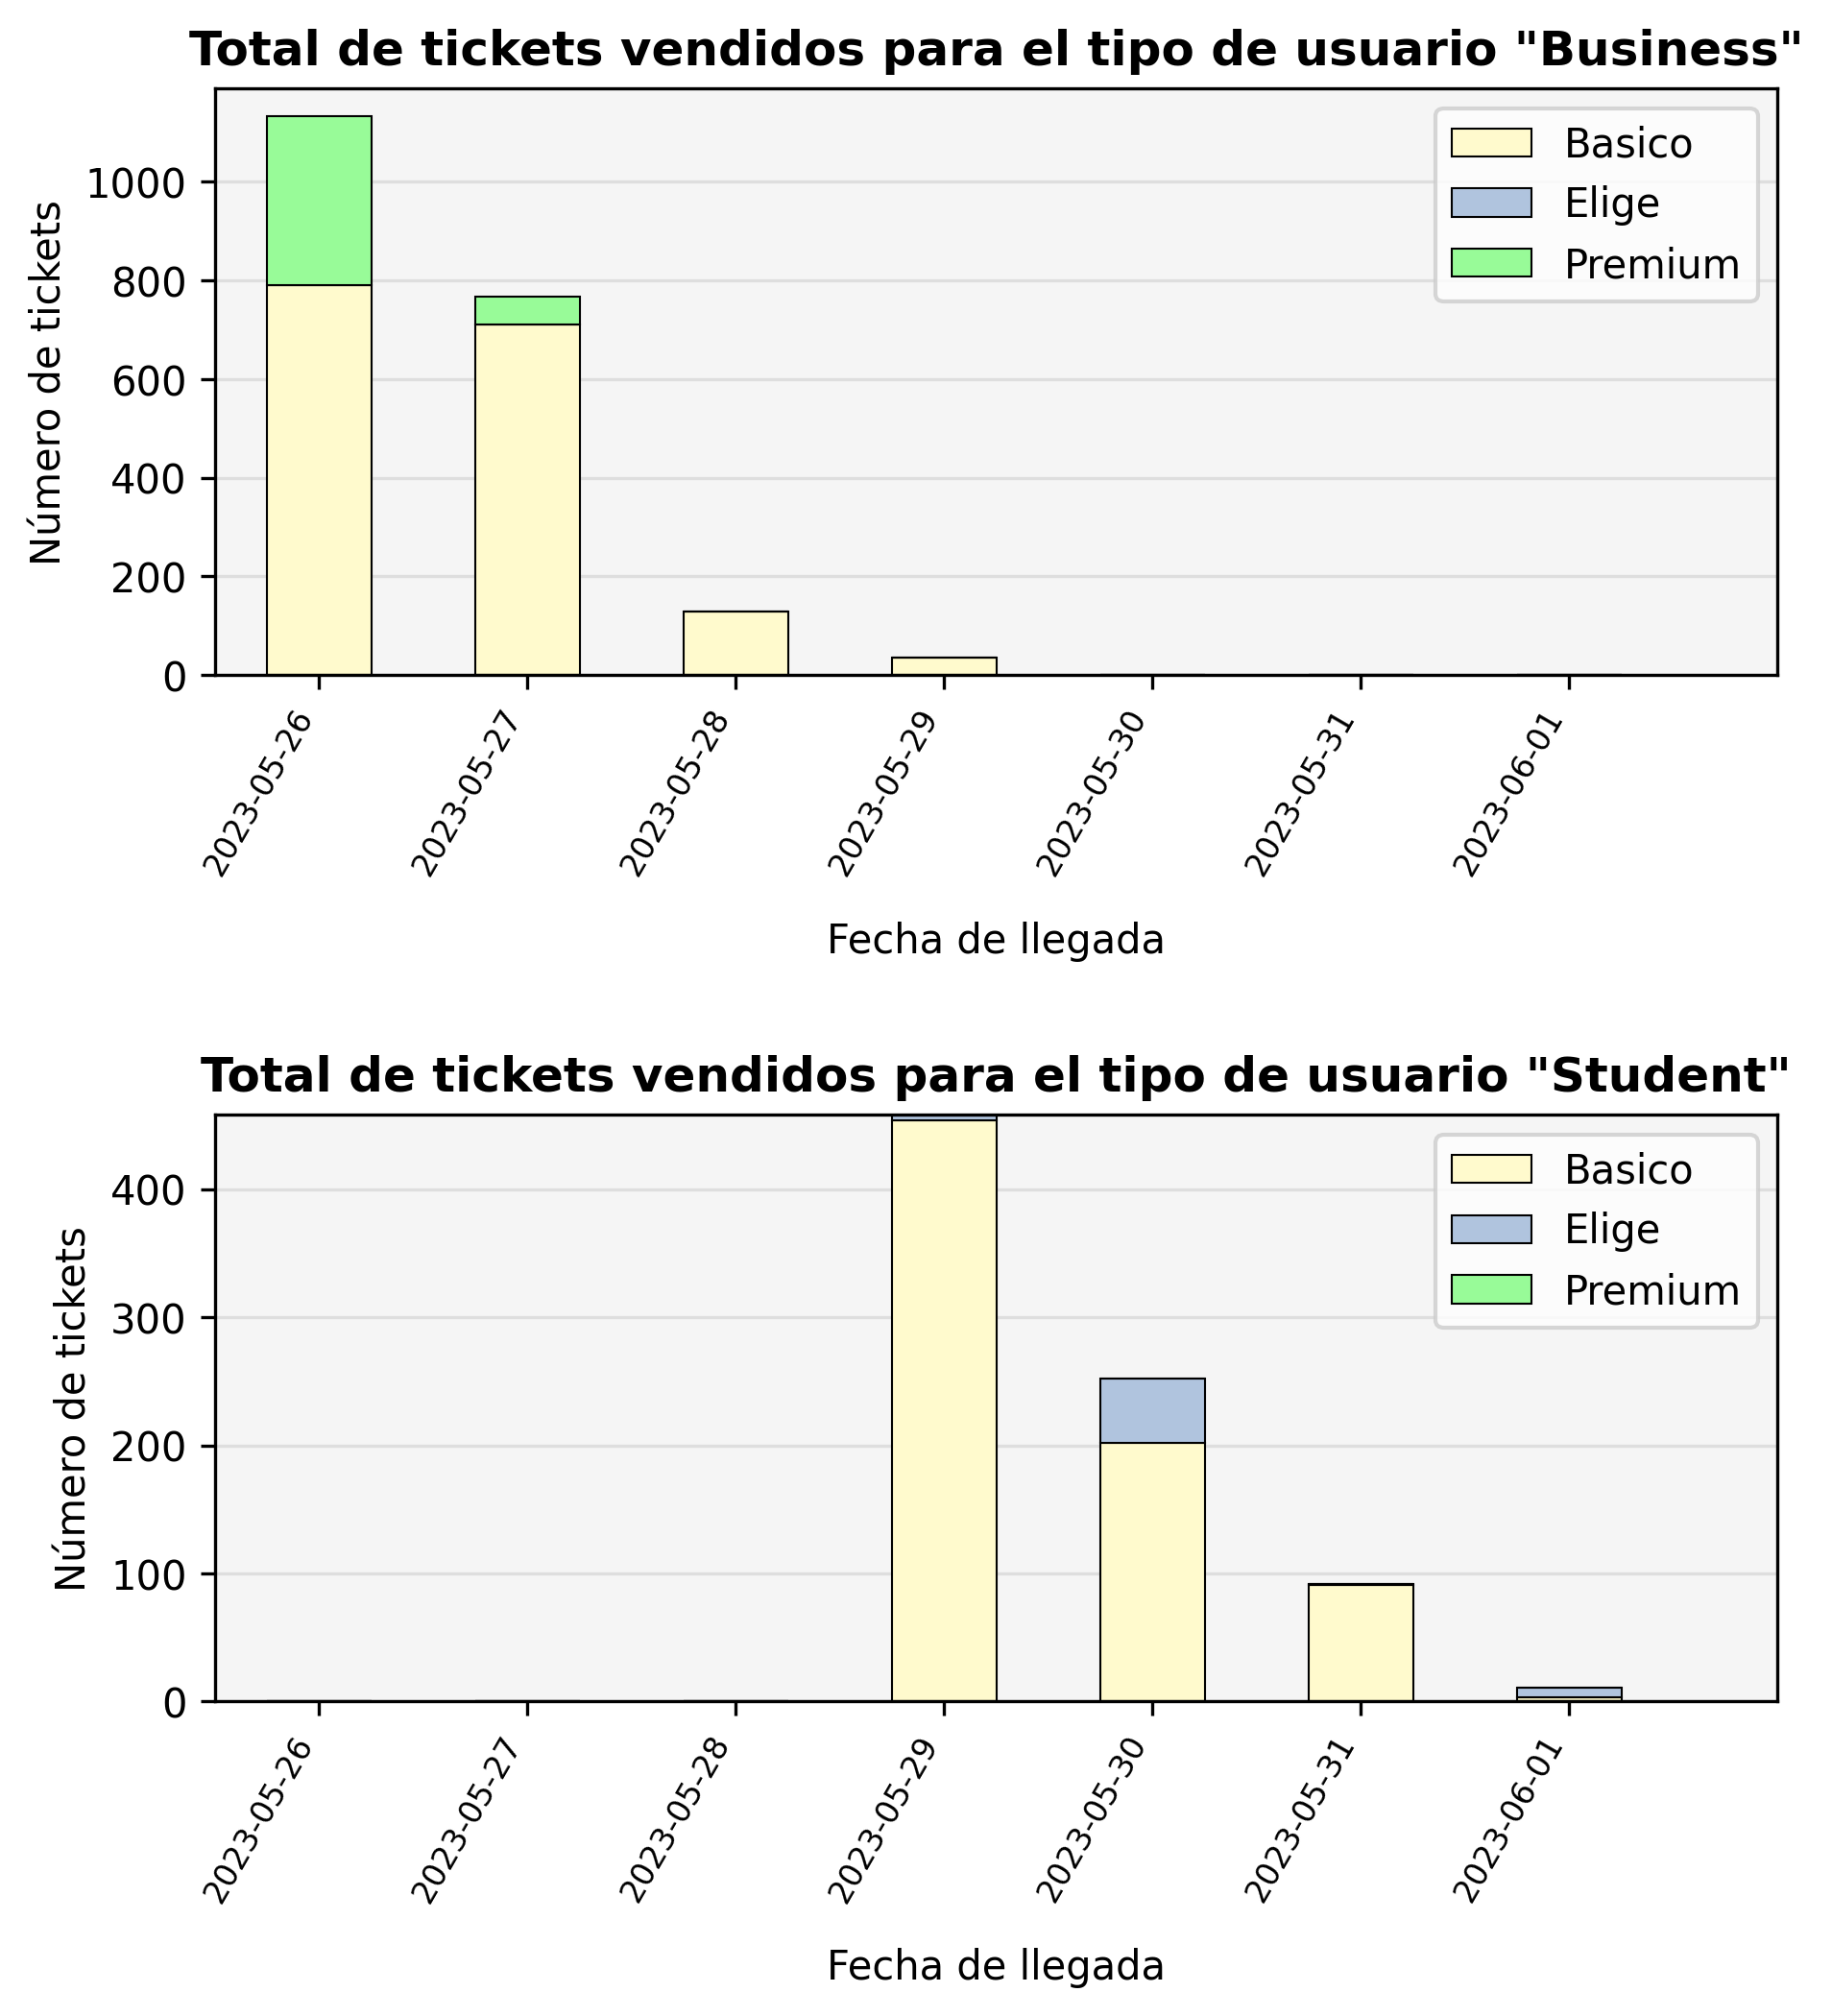 Total de tickets vendidos para el tipo de usuario "Business"
Número de tickets
1000
800
600
400
200
0
Basico
Elige
Premium
2023-05-26
2023-05-27
2023-05-28
2023-05-29
2023-05-30
2023-05-31
2023-06-01
Fecha de llegada
Total de tickets vendidos para el tipo de usuario "Student"
Número de tickets
400
300
200
100
0
Basico
Elige
Premium
2023-05-26
2023-05-27
2023-05-28
2023-05-29
2023-05-30
2023-05-31
2023-06-01
Fecha de llegada